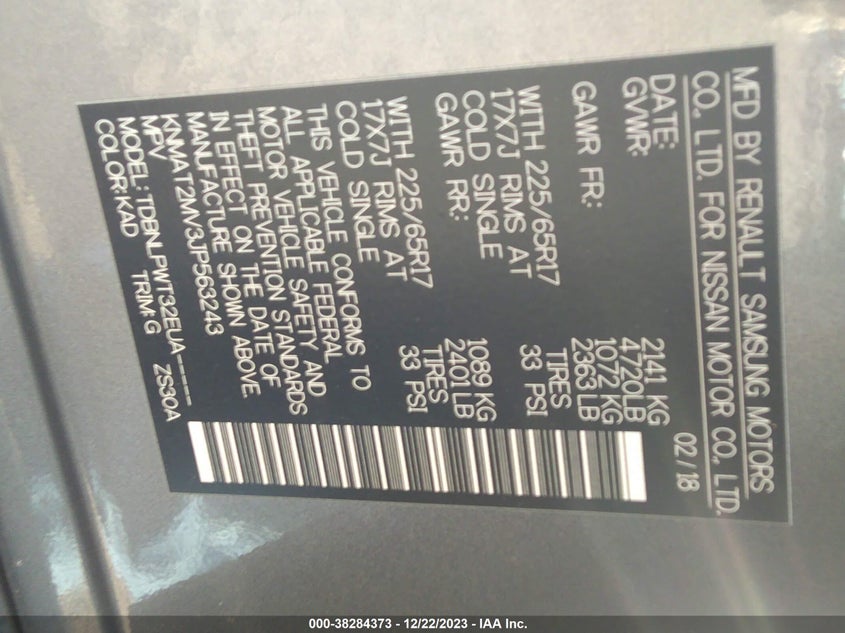 MFD BY RENAULT SAMSUNG MOTORS
CO., LTD. FOR NISSAN MOTOR CO., LTD.
DATE: 02/18
GVWR: 2141 KG
4720LB
GAWR FR: 1072 KG
2363 LB
WITH 225/65R17 TIRES
17X7J RIMS AT 33 PSI
COLD SINGLE
GAWR RR: 1089 KG
2401 LB
WITH 225/65R17 TIRES
17X7J RIMS AT 33 PSI
COLD SINGLE
THIS VEHICLE CONFORMS TO
ALL APPLICABLE FEDERAL
MOTOR VEHICLE SAFETY AND
THEFT PREVENTION STANDARDS
IN EFFECT ON THE DATE OF
MANUFACTURE SHOWN ABOVE.
KNMAT2MV3JP563243
MPV
MODEL: TDBNLPWT32EUA-----
COLOR:KAD TRIM:G ZS30A
000-38284373 - 12/22/2023 - IAA Inc.